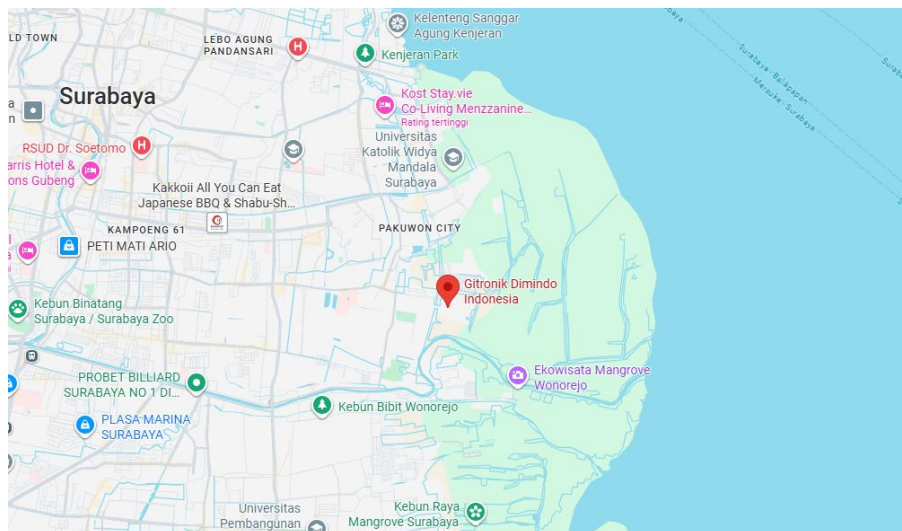 Kelenteng Sanggar
Agung Kenjeran
LD TOWN
LEBO AGUNG
PANDANSARI
Kenjeran Park
Surabaya
Kost Stay.vie
Co-Living Menzzanine...
Rating tertinggi
Surabaya - Balapapan
Merauke - Surabaya
RSUD Dr. Soetomo
arris Hotel &
ons Gubeng
Universitas
Katolik Widya
Mandala
Surabaya
Kakkoii All You Can Eat
Japanese BBQ & Shabu-Sh...
KAMPOENG 61
PAKUWON CITY
PETI MATI ARIO
Gitronik Dimindo
Indonesia
Kebun Binatang
Surabaya / Surabaya Zoo
Ekowisata Mangrove
Wonorejo
PROBET BILLIARD
SURABAYA NO 1 DI...
Kebun Bibit Wonorejo
PLASA MARINA
SURABAYA
Universitas
Pembangunan
Kebun Raya
Mangrove Surabaya